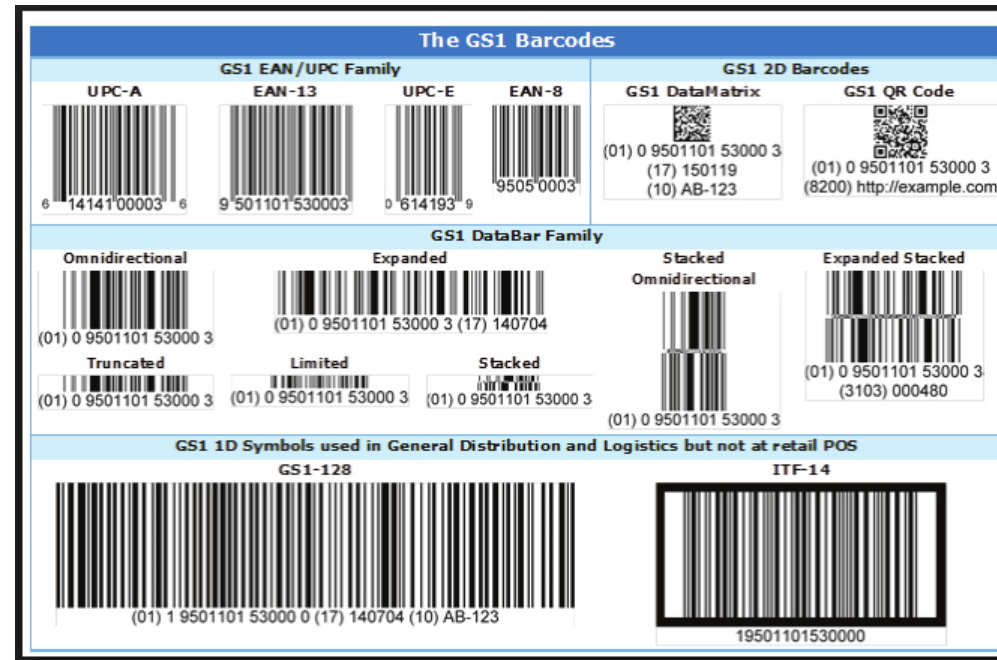 The GS1 Barcodes
GS1 EAN/UPC Family
GS1 2D Barcodes
UPC-A
EAN-13
UPC-E
EAN-8
GS1 DataMatrix
GS1 QR Code
6 14141 00003 6
9 501101 530003
0 614193 9
9505 0003
(01) 0 9501101 53000 3
(17) 150119
(10) AB-123
(01) 0 9501101 53000 3
(8200) http://example.com
GS1 DataBar Family
Omnidirectional
(01) 0 9501101 53000 3
Expanded
(01) 0 9501101 53000 3 (17) 140704
Stacked
Omnidirectional
(01) 0 9501101 53000 3
Expanded Stacked
(01) 0 9501101 53000 3
(3103) 000480
Truncated
(01) 0 9501101 53000 3
Limited
(01) 0 9501101 53000 3
Stacked
(01) 0 9501101 53000 3
GS1 1D Symbols used in General Distribution and Logistics but not at retail POS
GS1-128
(01) 1 9501101 53000 0 (17) 140704 (10) AB-123
ITF-14
19501101530000